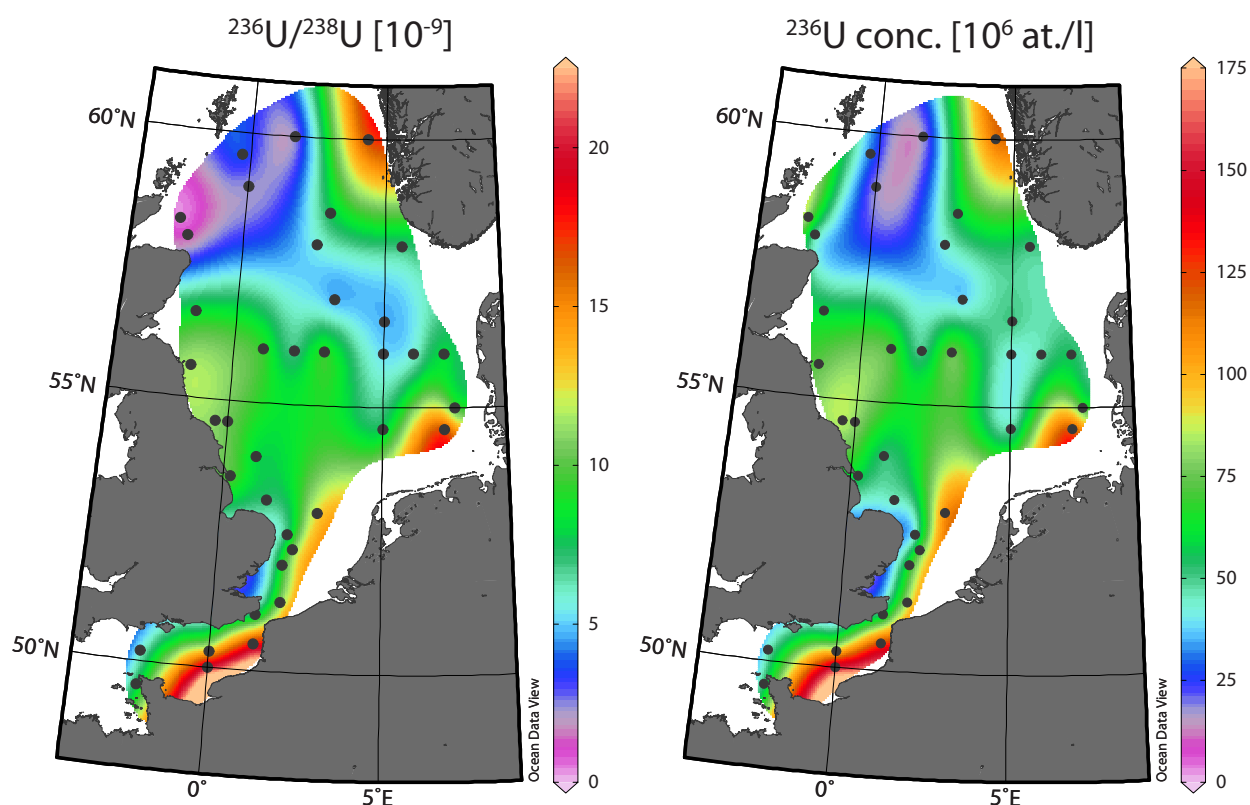 ²³⁶U/²³⁸U [10⁻⁹]
60˚N
55˚N
50˚N
0˚
5˚E
20
15
10
5
0
Ocean Data View
²³⁶U conc. [10⁶ at./l]
60˚N
55˚N
50˚N
0˚
5˚E
175
150
125
100
75
50
25
0
Ocean Data View